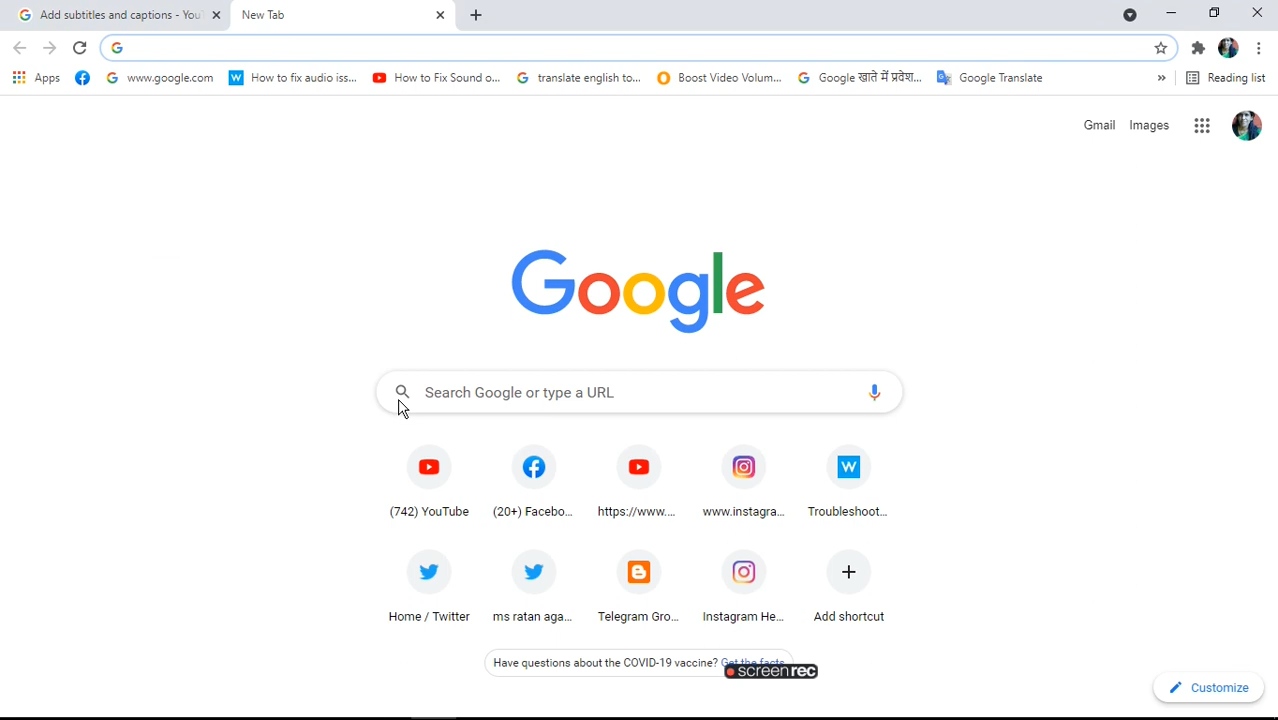 Add subtitles and captions - You
New Tab
Apps
www.google.com
How to fix audio iss...
How to Fix Sound o...
translate english to...
Boost Video Volum...
Google खाते में प्रवेश...
Google Translate
»
Reading list
Gmail
Images
Google
Search Google or type a URL
(742) YouTube
(20+) Facebo...
https://www....
www.instagra...
Troubleshoot...
Home / Twitter
ms ratan aga...
Telegram Gro...
Instagram He...
Add shortcut
Have questions about the COVID-19 vaccine? Get the facts
screenrec
Customize